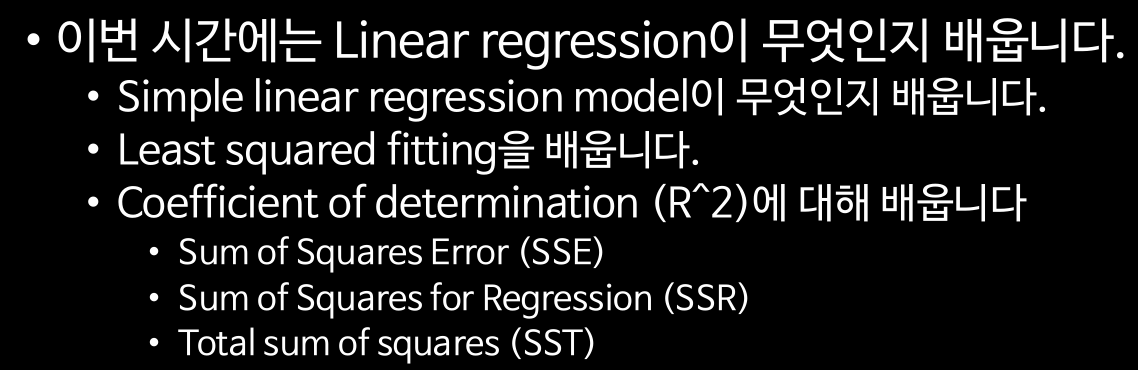 • 이번 시간에는 Linear regression이 무엇인지 배웁니다.
• Simple linear regression model이 무엇인지 배웁니다.
• Least squared fitting을 배웁니다.
• Coefficient of determination (R^2)에 대해 배웁니다
• Sum of Squares Error (SSE)
• Sum of Squares for Regression (SSR)
• Total sum of squares (SST)